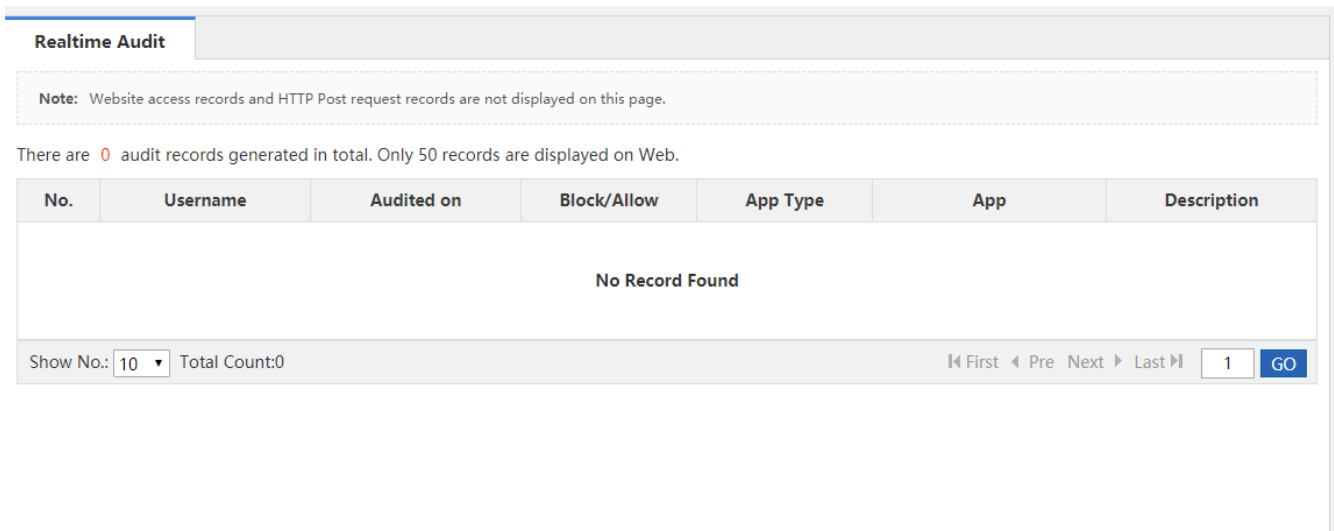 Realtime Audit
Note: Website access records and HTTP Post request records are not displayed on this page.
There are 0 audit records generated in total. Only 50 records are displayed on Web.
No. Username Audited on Block/Allow App Type App Description
No Record Found
Show No.: 10 Total Count:0 First Pre Next Last 1 GO